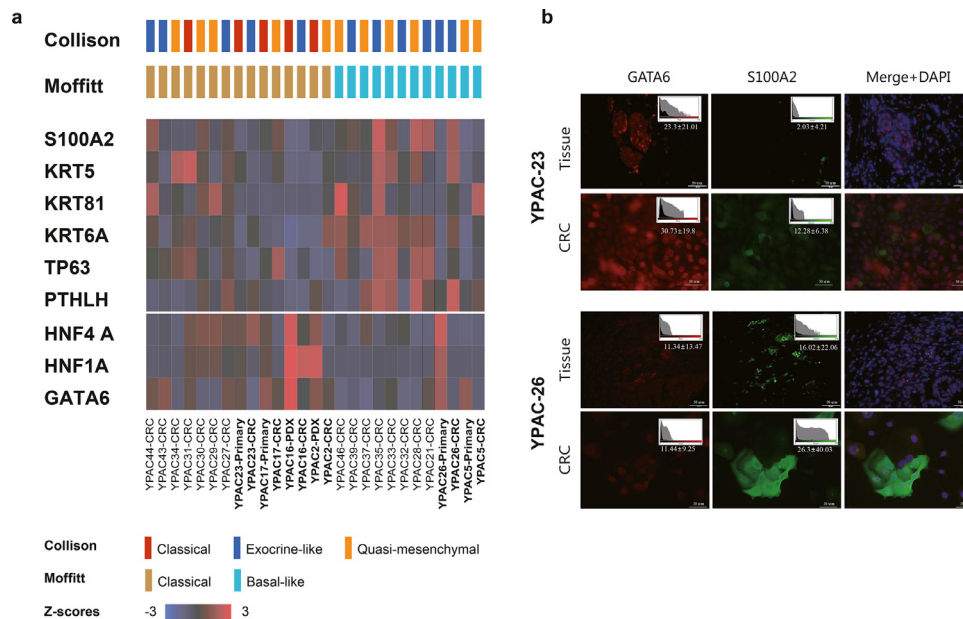 a
Collison
Moffitt
S100A2
KRT5
KRT81
KRT6A
TP63
PTHLH
HNF4 A
HNF1A
GATA6
YPAC44-CRC
YPAC43-CRC
YPAC34-CRC
YPAC31-CRC
YPAC30-CRC
YPAC29-CRC
YPAC27-CRC
YPAC23-Primary
YPAC23-CRC
YPAC17-Primary
YPAC17-CRC
YPAC16-PDX
YPAC16-CRC
YPAC2-PDX
YPAC2-CRC
YPAC46-CRC
YPAC39-CRC
YPAC37-CRC
YPAC35-CRC
YPAC33-CRC
YPAC32-CRC
YPAC28-CRC
YPAC21-CRC
YPAC26-Primary
YPAC26-CRC
YPAC5-Primary
YPAC5-CRC
Collison Classical Exocrine-like Quasi-mesenchymal
Moffitt Classical Basal-like
Z-scores -3 3
b
GATA6 S100A2 Merge+DAPI
YPAC-23
Tissue
23.3±21.01 2.03±4.21
CRC
30.73±19.8 12.28±6.38
YPAC-26
Tissue
11.34±13.47 16.02±22.06
CRC
11.44±9.25 26.3±40.03